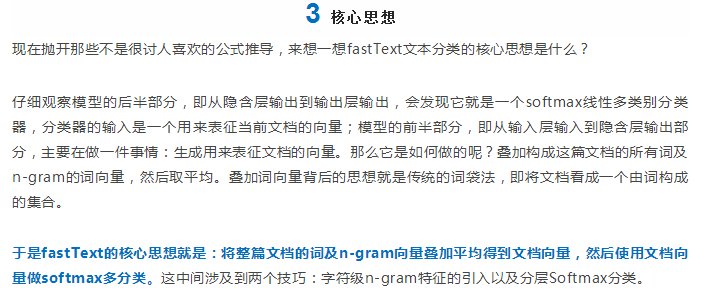 3 核心思想
现在抛开那些不是很讨人喜欢的公式推导，来想一想fastText文本分类的核心思想是什么？
仔细观察模型的后半部分，即从隐含层输出到输出层输出，会发现它就是一个softmax线性多类别分类
器，分类器的输入是一个用来表征当前文档的向量；模型的前半部分，即从输入层输入到隐含层输出部
分，主要在做一件事情：生成用来表征文档的向量。那么它是如何做的呢？叠加构成这篇文档的所有词及
n-gram的词向量，然后取平均。叠加词向量背后的思想就是传统的词袋法，即将文档看成一个由词构成
的集合。
于是fastText的核心思想就是：将整篇文档的词及n-gram向量叠加平均得到文档向量，然后使用文档向
量做softmax多分类。这中间涉及到两个技巧：字符级n-gram特征的引入以及分层Softmax分类。